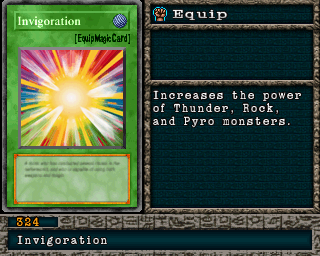 Invigoration
[EquipMagicCard]
Equip
Increases the power
of Thunder, Rock,
and Pyro monsters.
324
Invigoration